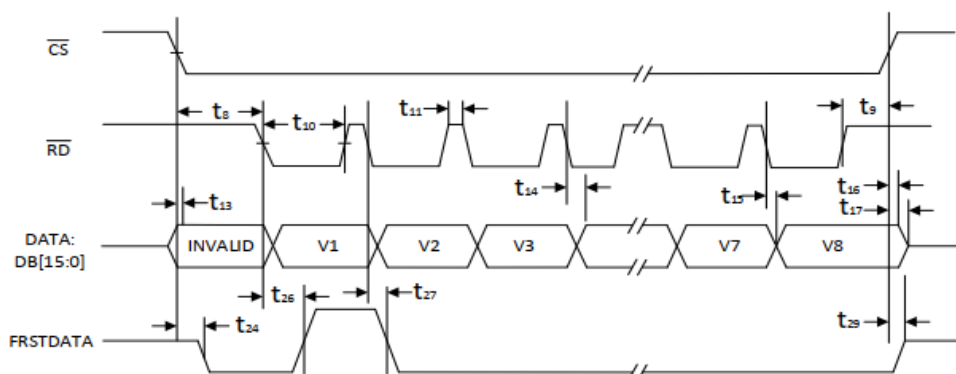 CS
t8
t10
t11
t9
RD
t13
t14
t15
t16
t17
DATA:
DB[15:0]
INVALID
V1
V2
V3
V7
V8
t26
t27
t24
t29
FRSTDATA